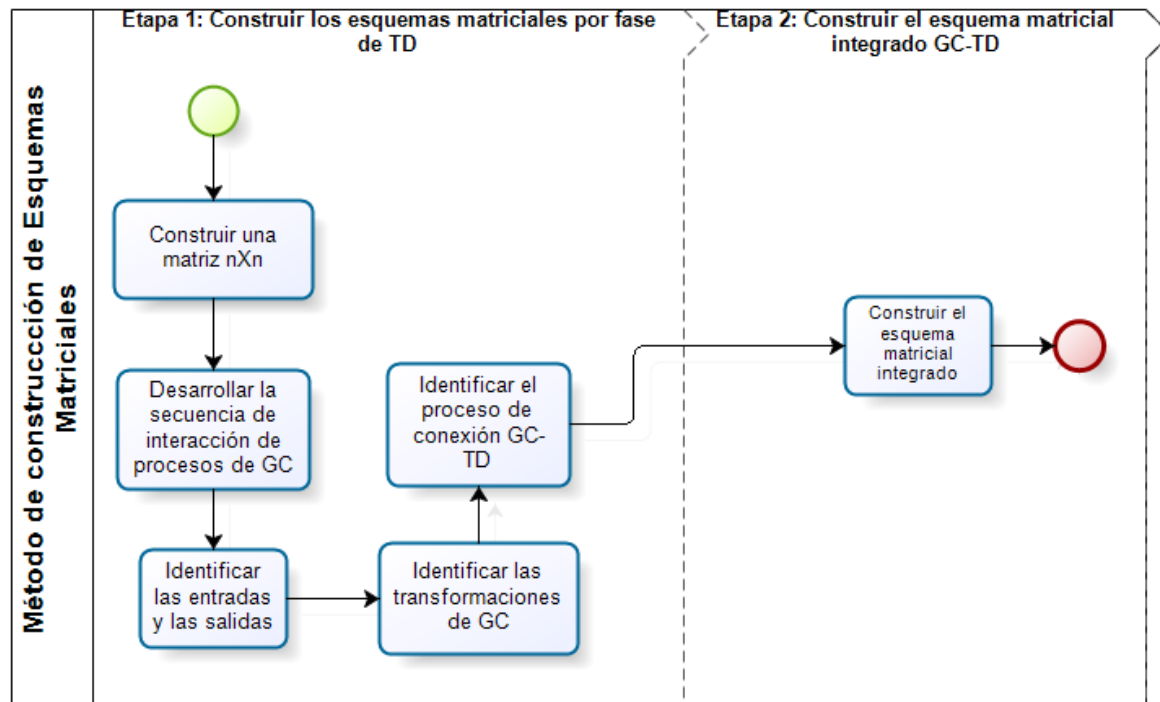 Etapa 1: Construir los esquemas matriciales por fase
de TD
Etapa 2: Construir el esquema matricial
integrado GC-TD
Método de construccción de Esquemas
Matriciales
Construir una
matriz nXn
Desarrollar la
secuencia de
interacción de
procesos de GC
Identificar
las entradas
y las salidas
Identificar las
transformaciones
de GC
Identificar el
proceso de
conexión GC-
TD
Construir el
esquema
matricial
integrado